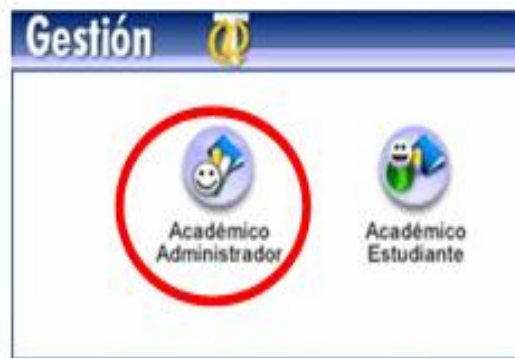 Gestión
Académico
Administrador
Académico
Estudiante